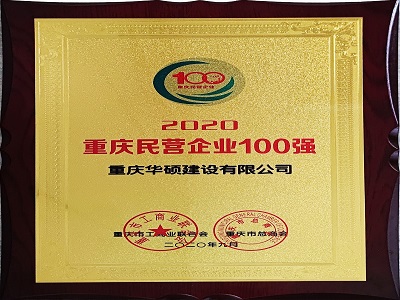 100
重庆民营企业
2020
重庆民营企业100强
重庆华硕建设有限公司
重庆市工商业联合会 重庆市总商会
二〇二〇年九月